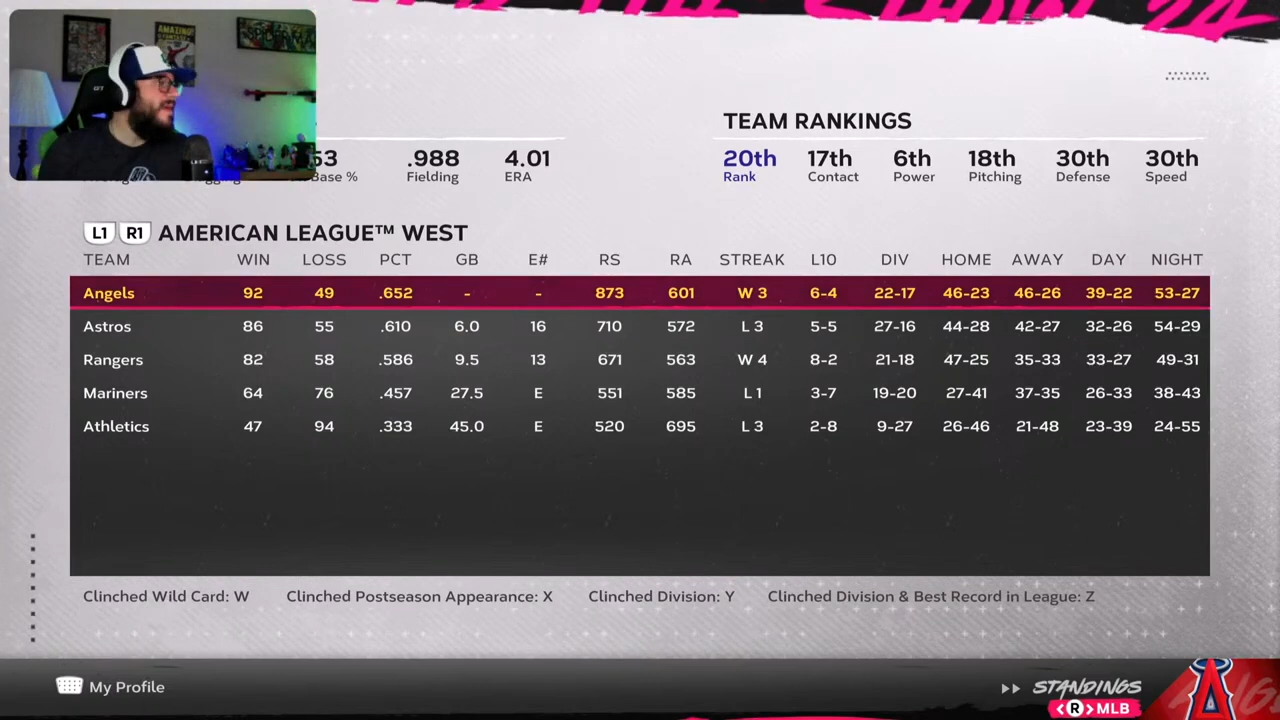 THE SHOW 24
AMAZING
GT
TEAM RANKINGS
53 .988 4.01
Base % Fielding ERA
20th 17th 6th 18th 30th 30th
Rank Contact Power Pitching Defense Speed
L1 R1 AMERICAN LEAGUE™ WEST
TEAM WIN LOSS PCT GB E# RS RA STREAK L10 DIV HOME AWAY DAY NIGHT
Angels 92 49 .652 - - 873 601 W 3 6-4 22-17 46-23 46-26 39-22 53-27
Astros 86 55 .610 6.0 16 710 572 L 3 5-5 27-16 44-28 42-27 32-26 54-29
Rangers 82 58 .586 9.5 13 671 563 W 4 8-2 21-18 47-25 35-33 33-27 49-31
Mariners 64 76 .457 27.5 E 551 585 L 1 3-7 19-20 27-41 37-35 26-33 38-43
Athletics 47 94 .333 45.0 E 520 695 L 3 2-8 9-27 26-46 21-48 23-39 24-55
Clinched Wild Card: W Clinched Postseason Appearance: X Clinched Division: Y Clinched Division & Best Record in League: Z
My Profile
STANDINGS
R MLB
A